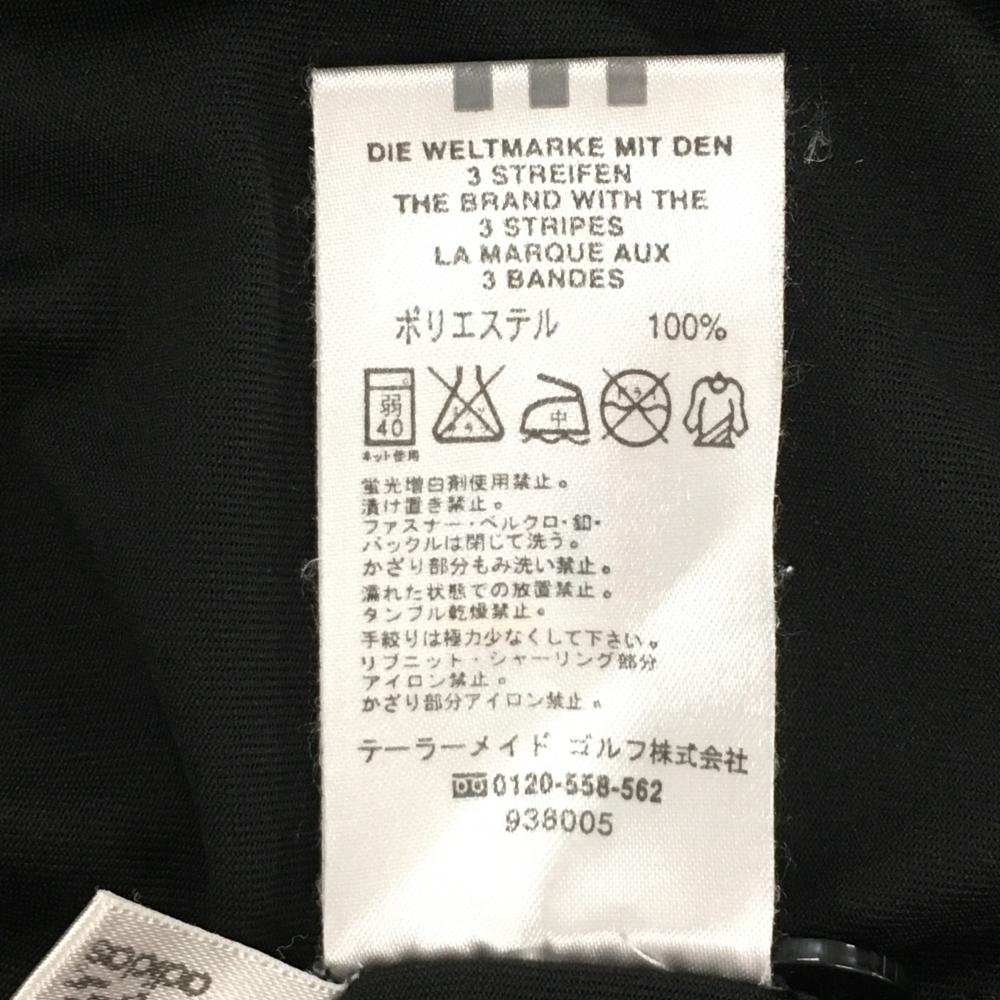 DIE WELTMARKE MIT DEN
3 STREIFEN
THE BRAND WITH THE
3 STRIPES
LA MARQUE AUX
3 BANDES
ポリエステル 100%
弱 40 中 ドライ
ネット使用
蛍光増白剤使用禁止。
漬け置き禁止。
ファスナー・ベルクロ・釦・
バックルは閉じて洗う。
かざり部分もみ洗い禁止。
濡れた状態での放置禁止。
タンブル乾燥禁止。
手絞りは極力少なくして下さい。
リブニット・シャーリング部分
アイロン禁止。
かざり部分アイロン禁止。
テーラーメイド ゴルフ株式会社
0120-558-562
938005
adidas